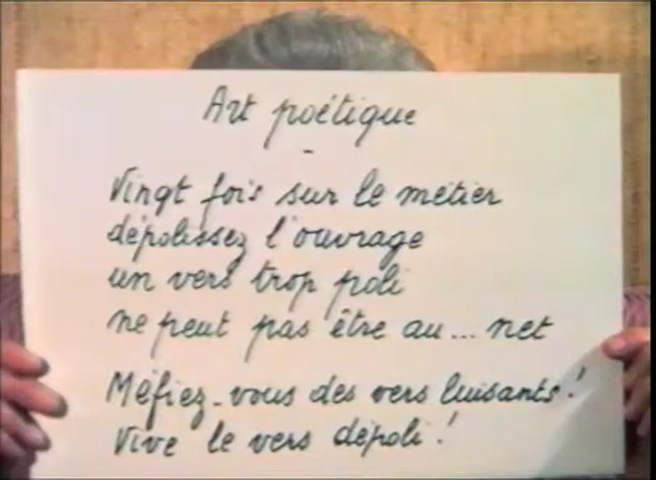 Art poétique
-
Vingt fois sur le métier
dépolissez l'ouvrage
un vers trop poli
ne peut pas être au... net
Méfiez-vous des vers luisants!
Vive le vers dépoli!